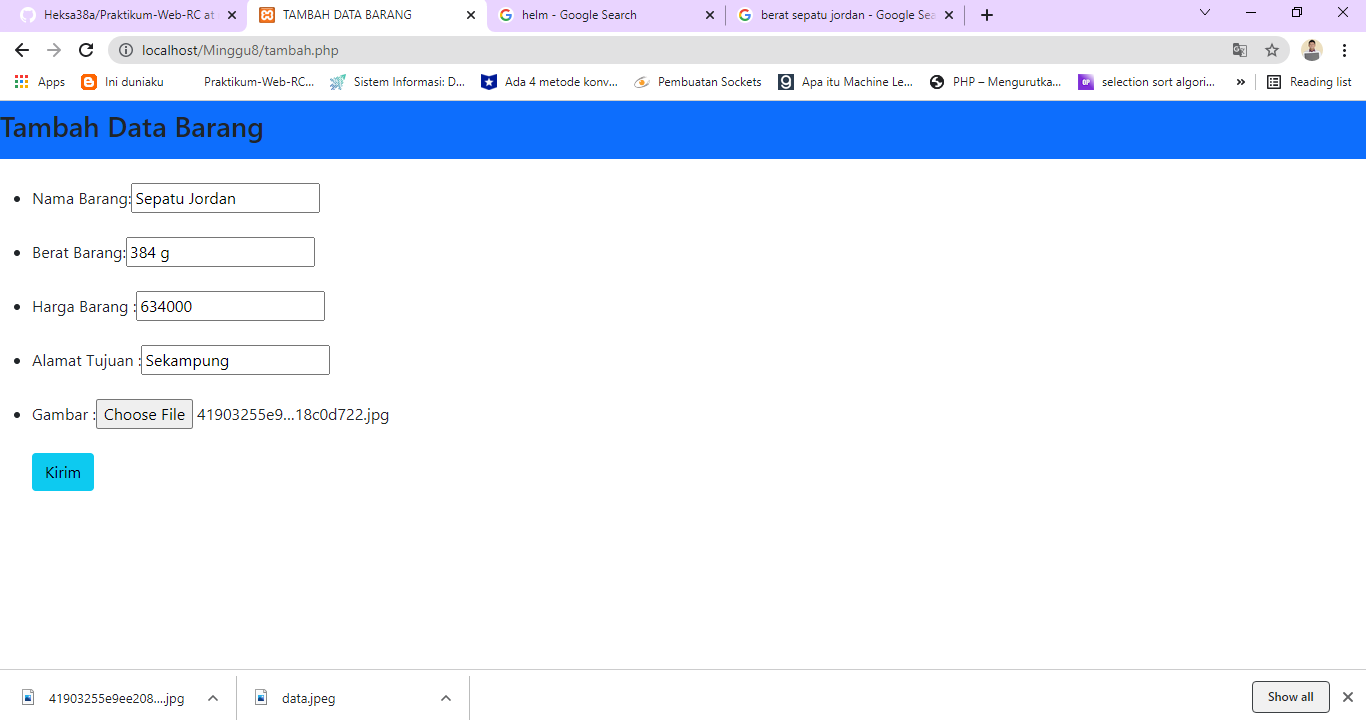 Heksa38a/Praktikum-Web-RC at
TAMBAH DATA BARANG
helm - Google Search
berat sepatu jordan - Google Sea
localhost/Minggu8/tambah.php
Apps
Ini duniaku
Praktikum-Web-RC...
Sistem Informasi: D...
Ada 4 metode konv...
Pembuatan Sockets
Apa itu Machine Le...
PHP – Mengurutka...
selection sort algori...
»
Reading list
Tambah Data Barang
Nama Barang: Sepatu Jordan
Berat Barang: 384 g
Harga Barang : 634000
Alamat Tujuan : Sekampung
Gambar : Choose File 41903255e9...18c0d722.jpg
Kirim
41903255e9ee208....jpg
data.jpeg
Show all